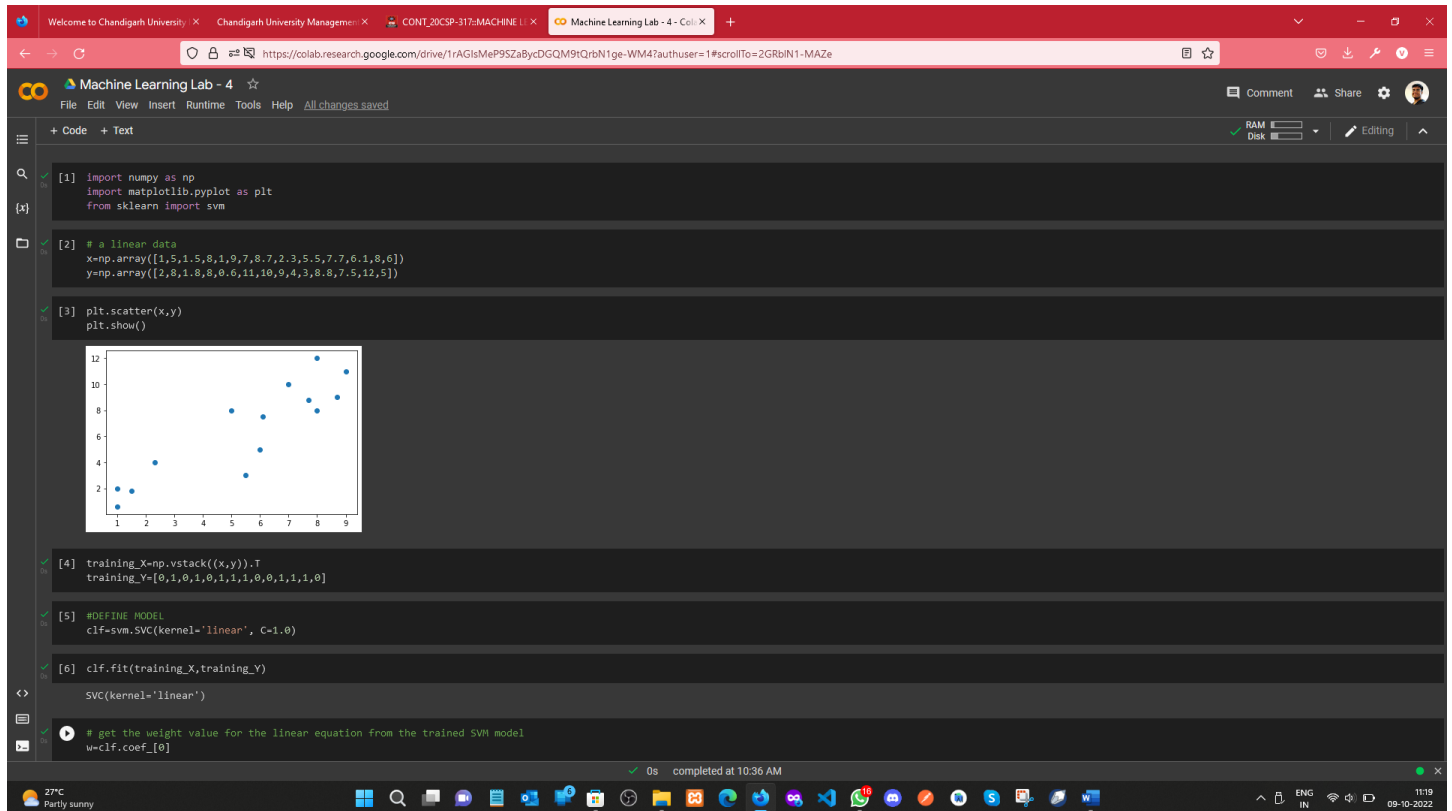 Welcome to Chandigarh University
Chandigarh University Managemen
CONT_20CSP-317::MACHINE LE
Machine Learning Lab - 4 - Cola
https://colab.research.google.com/drive/1rAGIsMeP9SZaBycDGQM9tQrbN1ge-WM4?authuser=1#scrollTo=2GRblN1-MAZe
Machine Learning Lab - 4
File Edit View Insert Runtime Tools Help All changes saved
Comment Share
+ Code + Text
RAM
Disk
Editing
[1] import numpy as np
import matplotlib.pyplot as plt
from sklearn import svm
[2] # a linear data
x=np.array([1,5,1.5,8,1,9,7,8.7,2.3,5.5,7.7,6.1,8,6])
y=np.array([2,8,1.8,8,0.6,11,10,9,4,3,8.8,7.5,12,5])
[3] plt.scatter(x,y)
plt.show()
12
10
8
6
4
2
1 2 3 4 5 6 7 8 9
[4] training_X=np.vstack((x,y)).T
training_Y=[0,1,0,1,0,1,1,1,0,0,1,1,1,0]
[5] #DEFINE MODEL
clf=svm.SVC(kernel='linear', C=1.0)
[6] clf.fit(training_X,training_Y)
SVC(kernel='linear')
# get the weight value for the linear equation from the trained SVM model
w=clf.coef_[0]
0s completed at 10:36 AM
27°C
Partly sunny
6
16
ENG
IN
11:19
09-10-2022